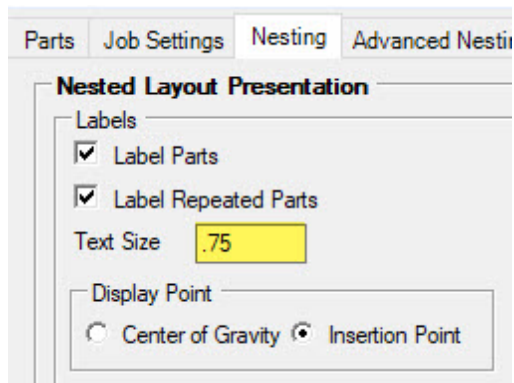 Parts Job Settings Nesting Advanced
Nested Layout Presentation
Labels
Label Parts
Label Repeated Parts
Text Size .75
Display Point
Center of Gravity Insertion Point